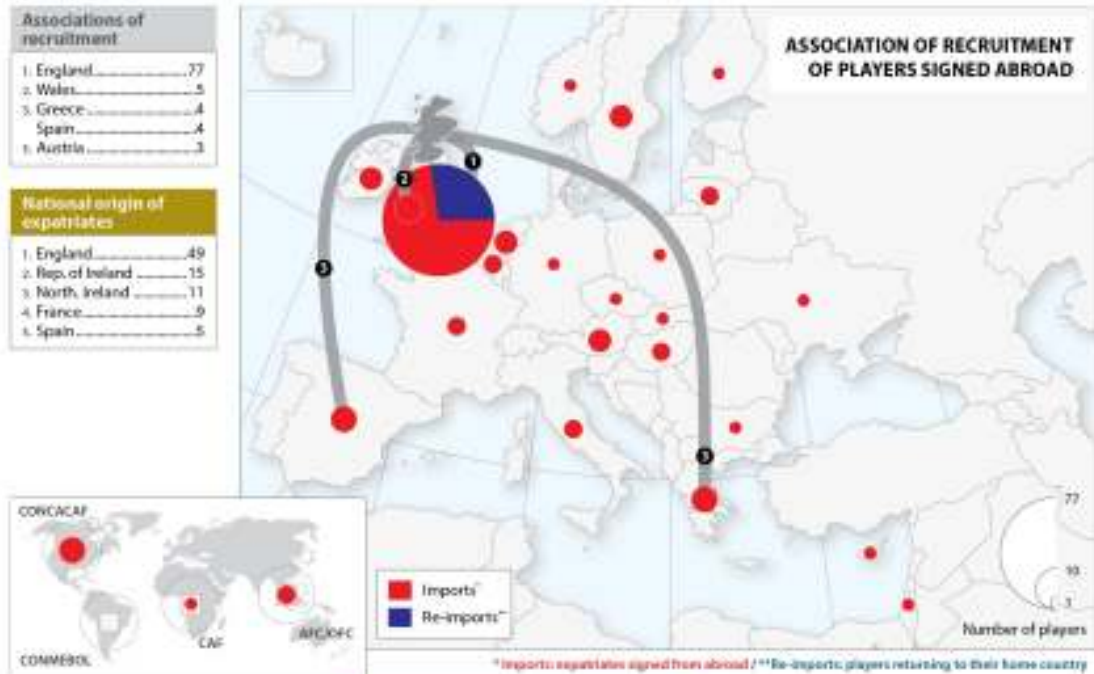 Associations of
recruitment
1. England 77
2. Wales 5
3. Greece 4
Spain 4
5. Austria 3
National origin of
expatriates
1. England 49
2. Rep. of Ireland 15
3. North. Ireland 11
4. France 9
5. Spain 5
ASSOCIATION OF RECRUITMENT
OF PLAYERS SIGNED ABROAD
1
2
3
3
CONCACAF
CAF
AFC/OFC
CONMEBOL
Imports*
Re-imports**
77
10
1
Number of players
* Imports: expatriates signed from abroad / **Re-imports: players returning to their home country